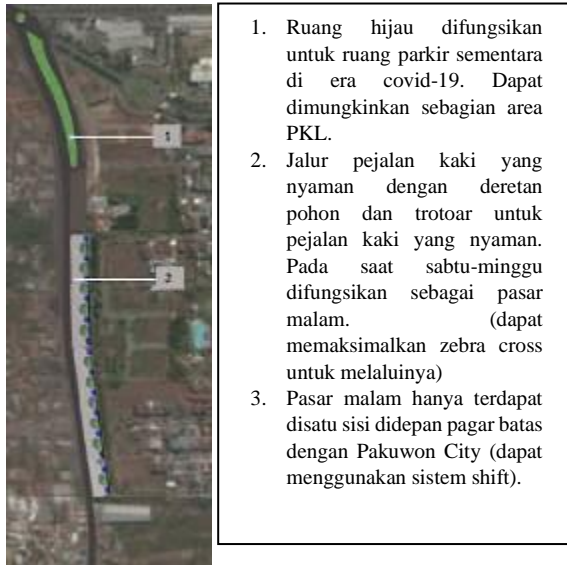 1
2
1. Ruang hijau difungsikan
untuk ruang parkir sementara
di era covid-19. Dapat
dimungkinkan sebagian area
PKL.
2. Jalur pejalan kaki yang
nyaman dengan deretan
pohon dan trotoar untuk
pejalan kaki yang nyaman.
Pada saat sabtu-minggu
difungsikan sebagai pasar
malam. (dapat
memaksimalkan zebra cross
untuk melaluinya)
3. Pasar malam hanya terdapat
disatu sisi didepan pagar batas
dengan Pakuwon City (dapat
menggunakan sistem shift).